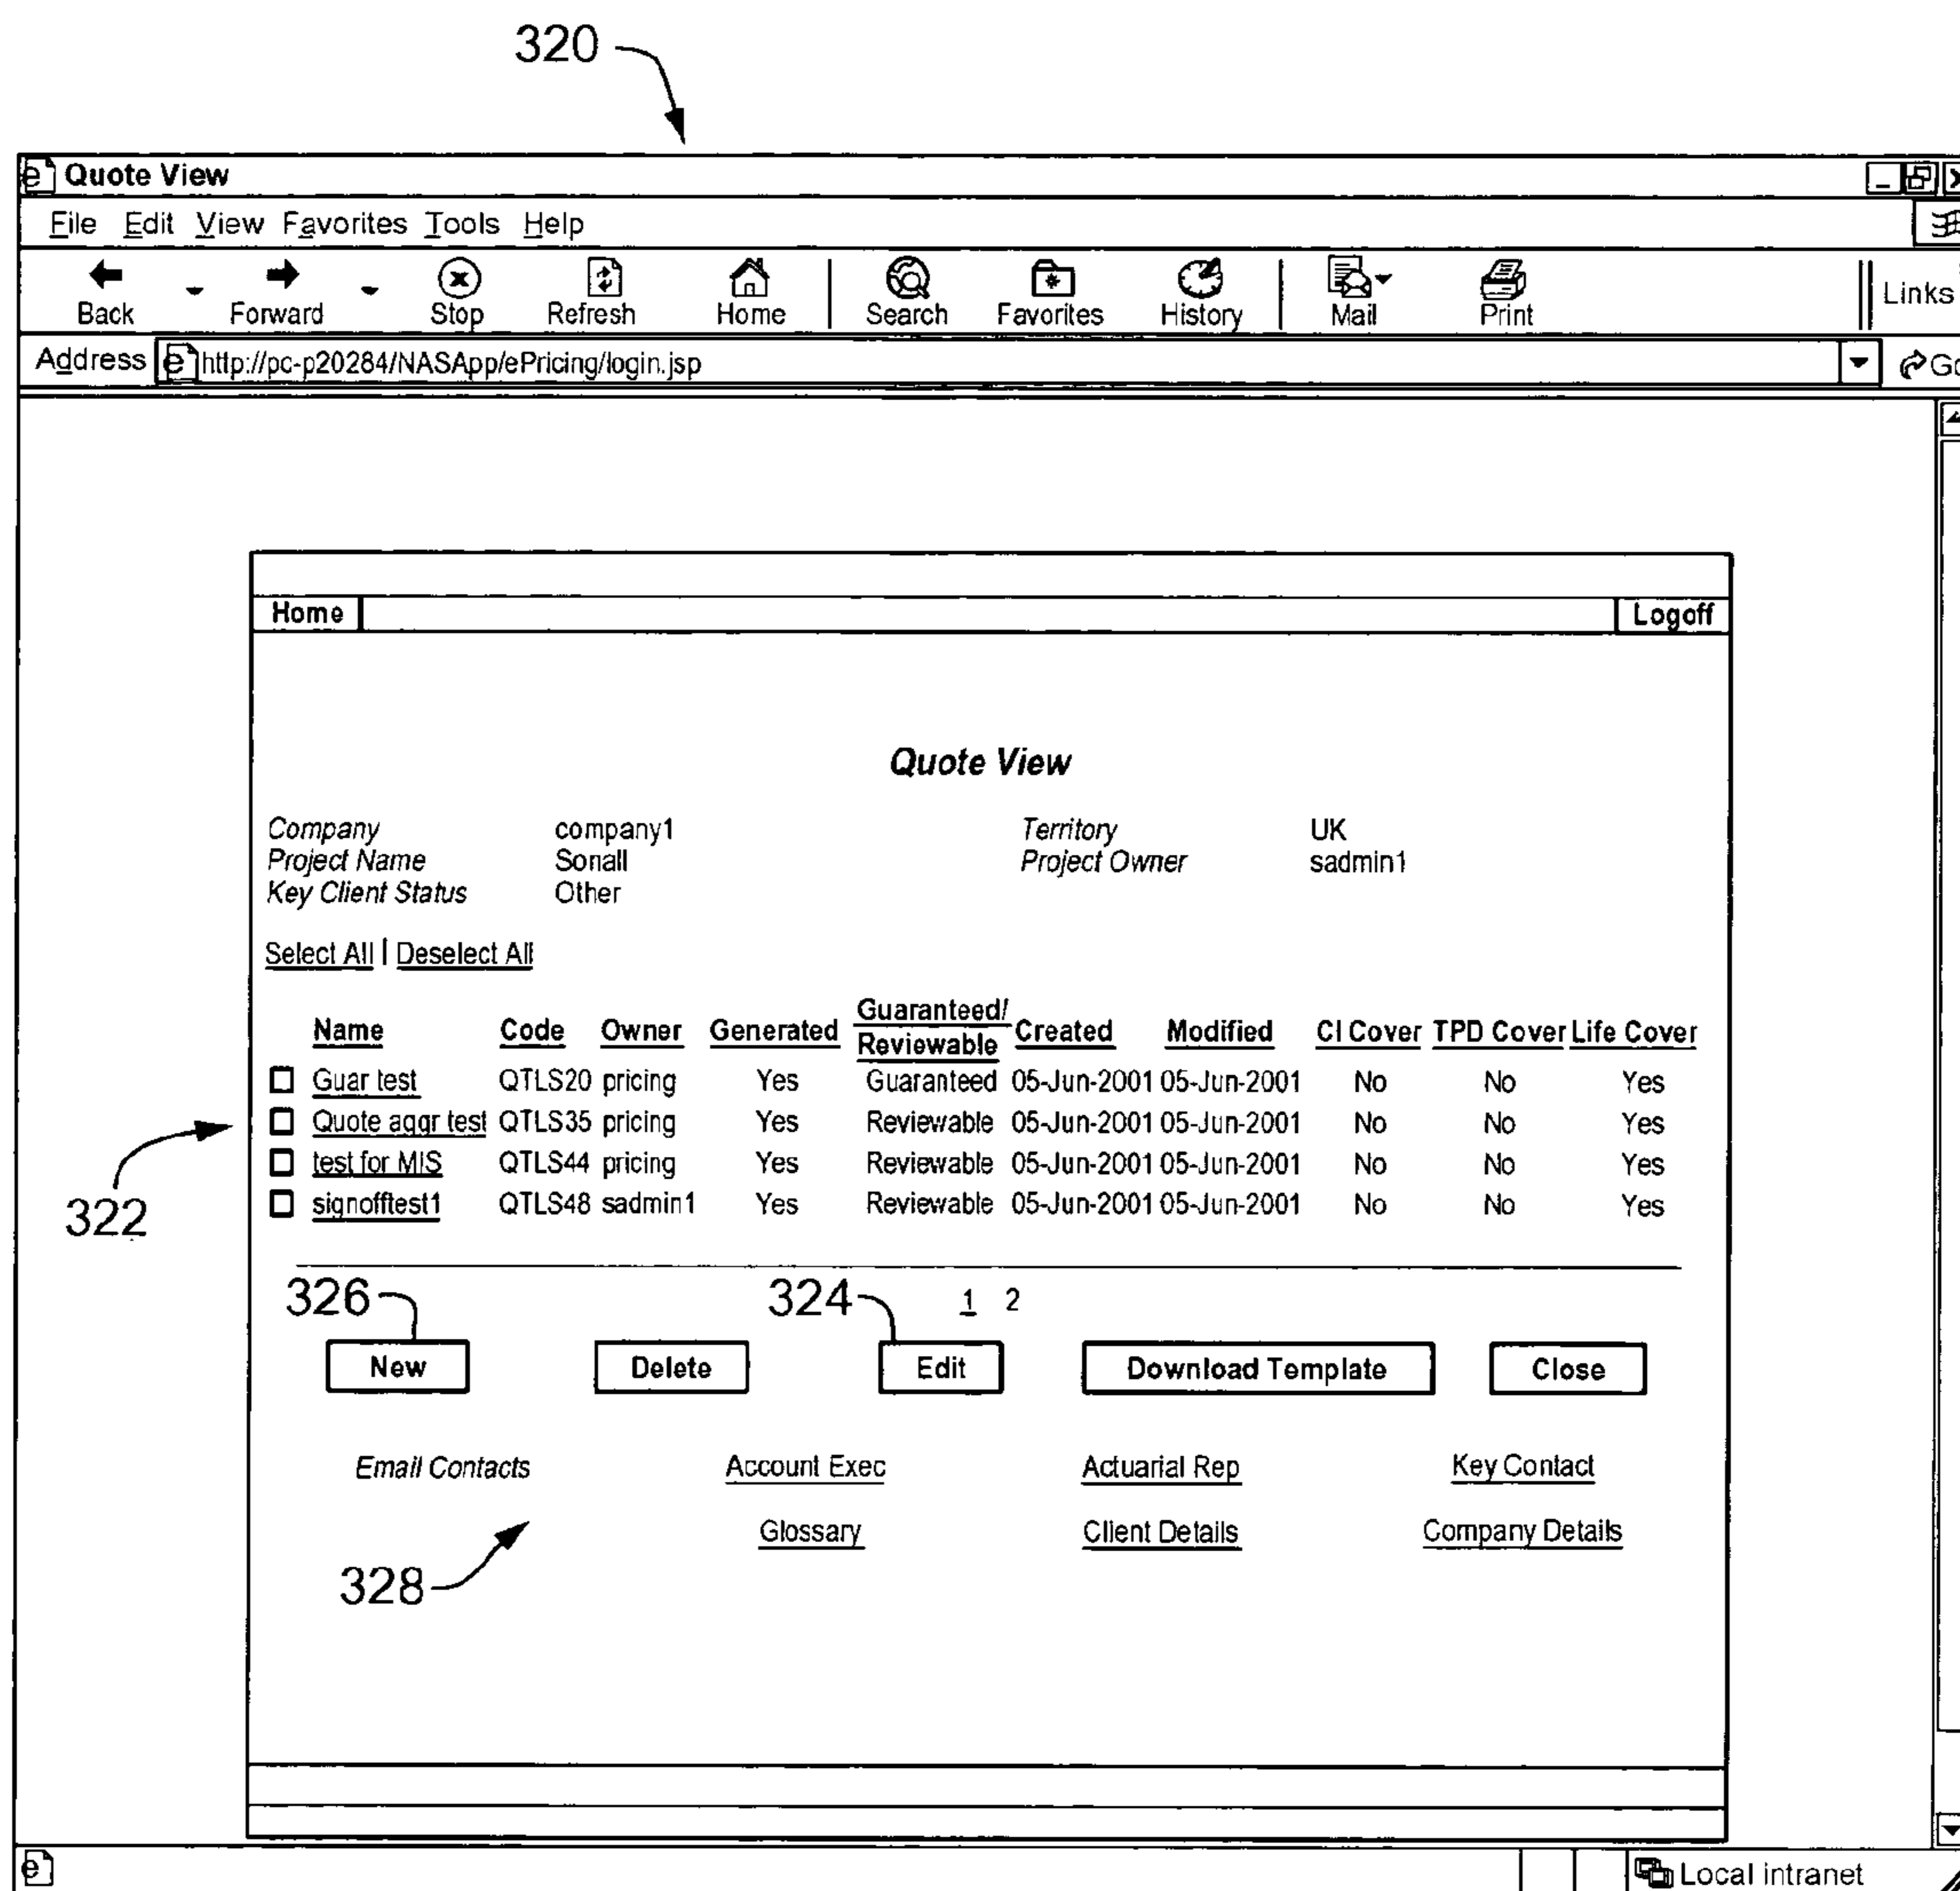 320
Quote View
File Edit View Favorites Tools Help
Back Forward Stop Refresh Home Search Favorites History Mail Print Links
Address http://pc-p20284/NASApp/ePricing/login.jsp Go
Home Logoff
Quote View
Company company1 Territory UK
Project Name Sonall Project Owner sadmin1
Key Client Status Other
Select All | Deselect All
Name Code Owner Generated Guaranteed/ Reviewable Created Modified CI Cover TPD Cover Life Cover
Guar test QTLS20 pricing Yes Guaranteed 05-Jun-2001 05-Jun-2001 No No Yes
Quote aggr test QTLS35 pricing Yes Reviewable 05-Jun-2001 05-Jun-2001 No No Yes
test for MIS QTLS44 pricing Yes Reviewable 05-Jun-2001 05-Jun-2001 No No Yes
signofftest1 QTLS48 sadmin1 Yes Reviewable 05-Jun-2001 05-Jun-2001 No No Yes
322
326 324 1 2
New Delete Edit Download Template Close
Email Contacts Account Exec Actuarial Rep Key Contact
Glossary Client Details Company Details
328
Local intranet